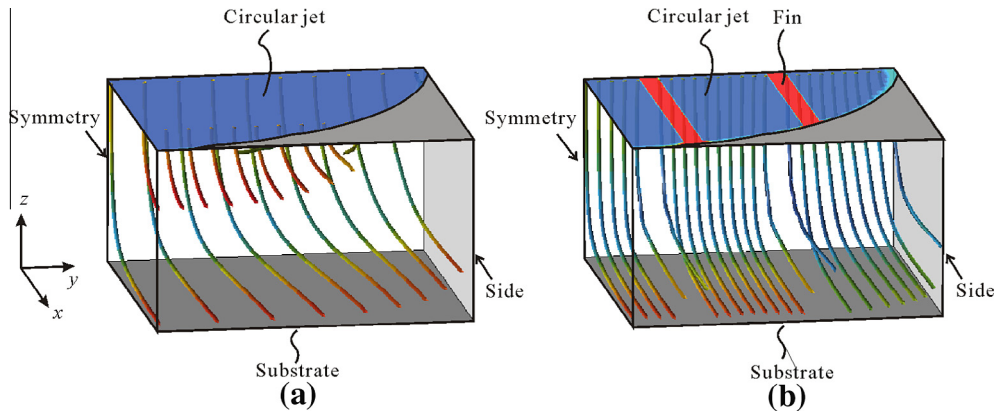 Circular jet
Symmetry
z
y
x
Side
Substrate
(a)
Circular jet
Fin
Symmetry
Side
Substrate
(b)